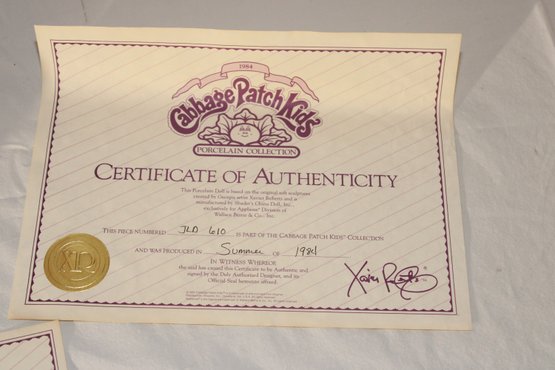 1984
Cabbage Patch Kids
PORCELAIN COLLECTION
CERTIFICATE OF AUTHENTICITY
This Porcelain Doll is based on the original soft sculptures
created by Georgia artist Xavier Roberts and is
manufactured by Shader's China Doll, Inc.
exclusively for Applause® Division of
Wallace Berrie & Co., Inc.
THIS PIECE NUMBERED JLD 610 IS PART OF THE CABBAGE PATCH KIDS COLLECTION
AND WAS PRODUCED IN Summer OF 1984
IN WITNESS WHEREOF
the said has caused this Certificate to be Authentic and
signed by the Duly Authorized Designer, and its
Official Seal hereunto affixed.
Xavier Roberts